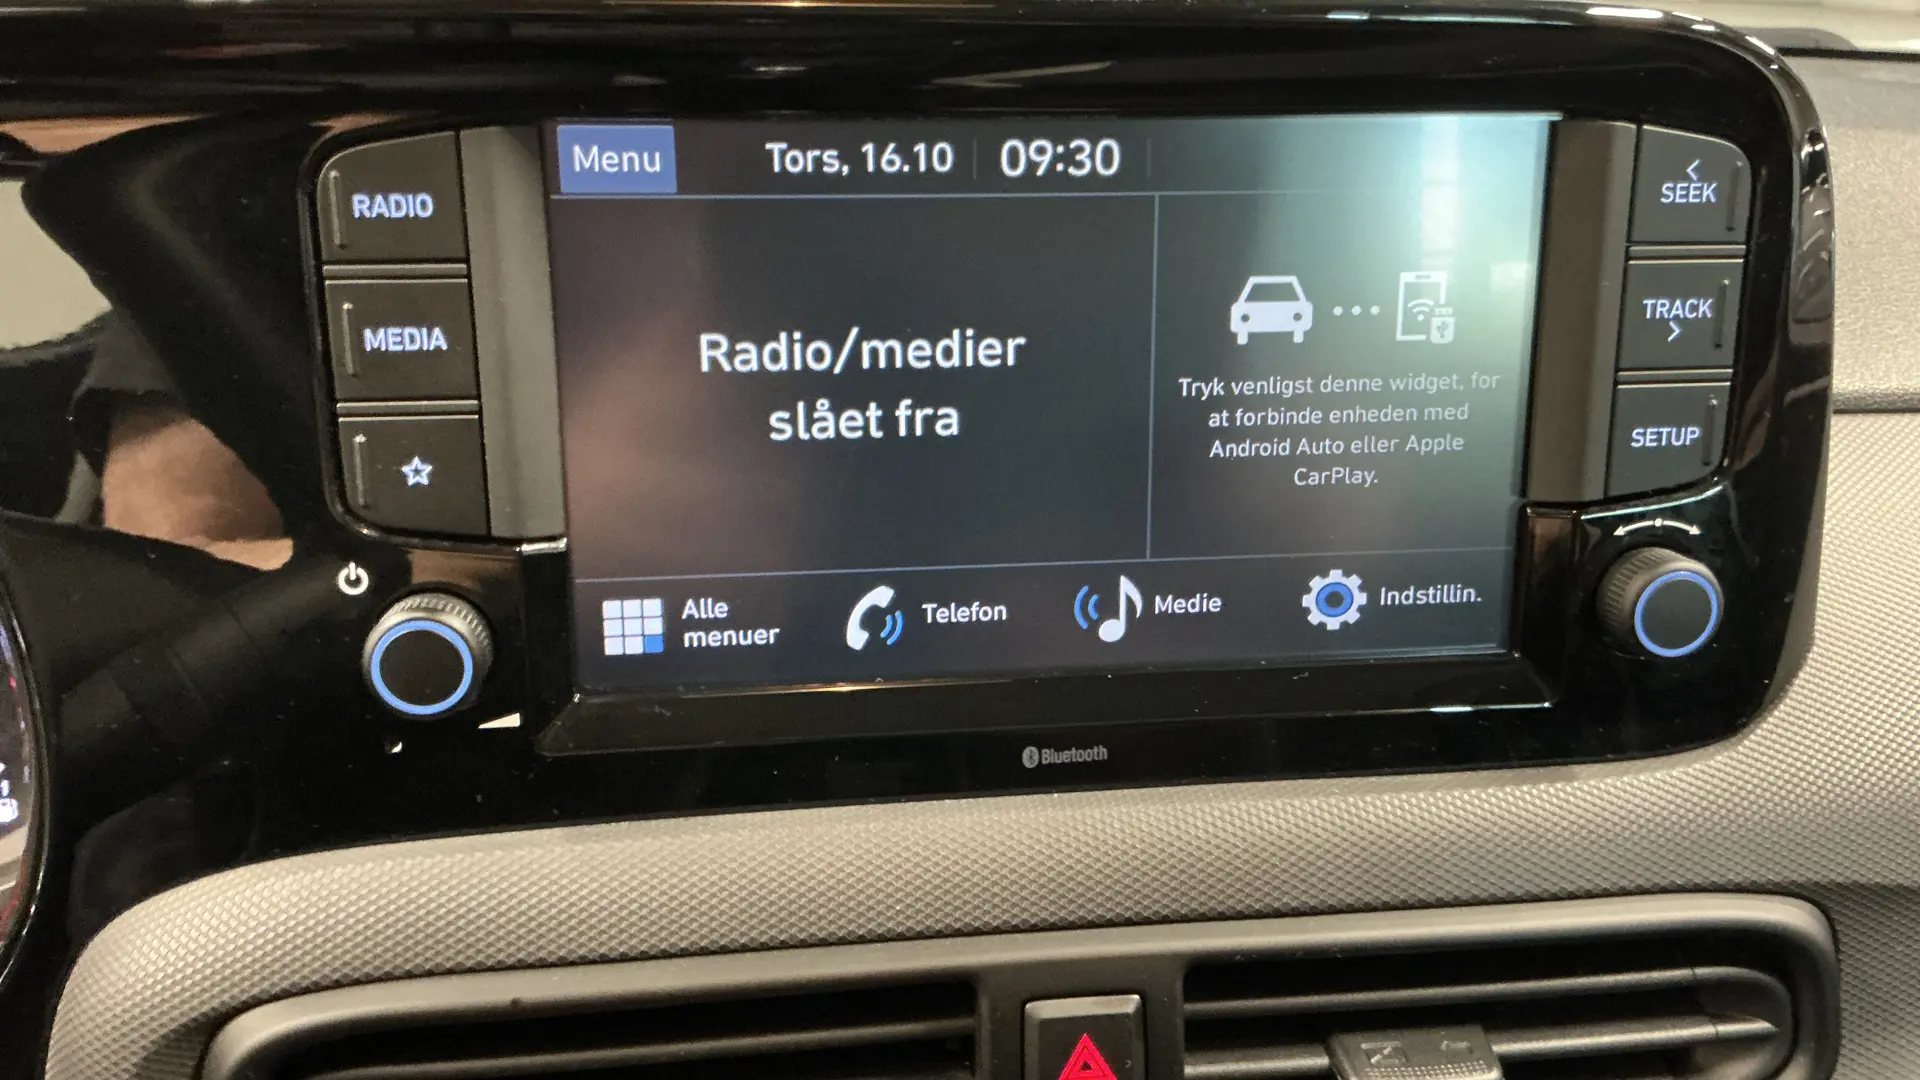 Menu
Tors, 16.10
09:30
RADIO
MEDIA
Radio/medier
slået fra
Tryk venligst denne widget, for
at forbinde enheden med
Android Auto eller Apple
CarPlay.
Alle
menuer
Telefon
Medie
Indstillin.
< SEEK
TRACK >
SETUP
Bluetooth